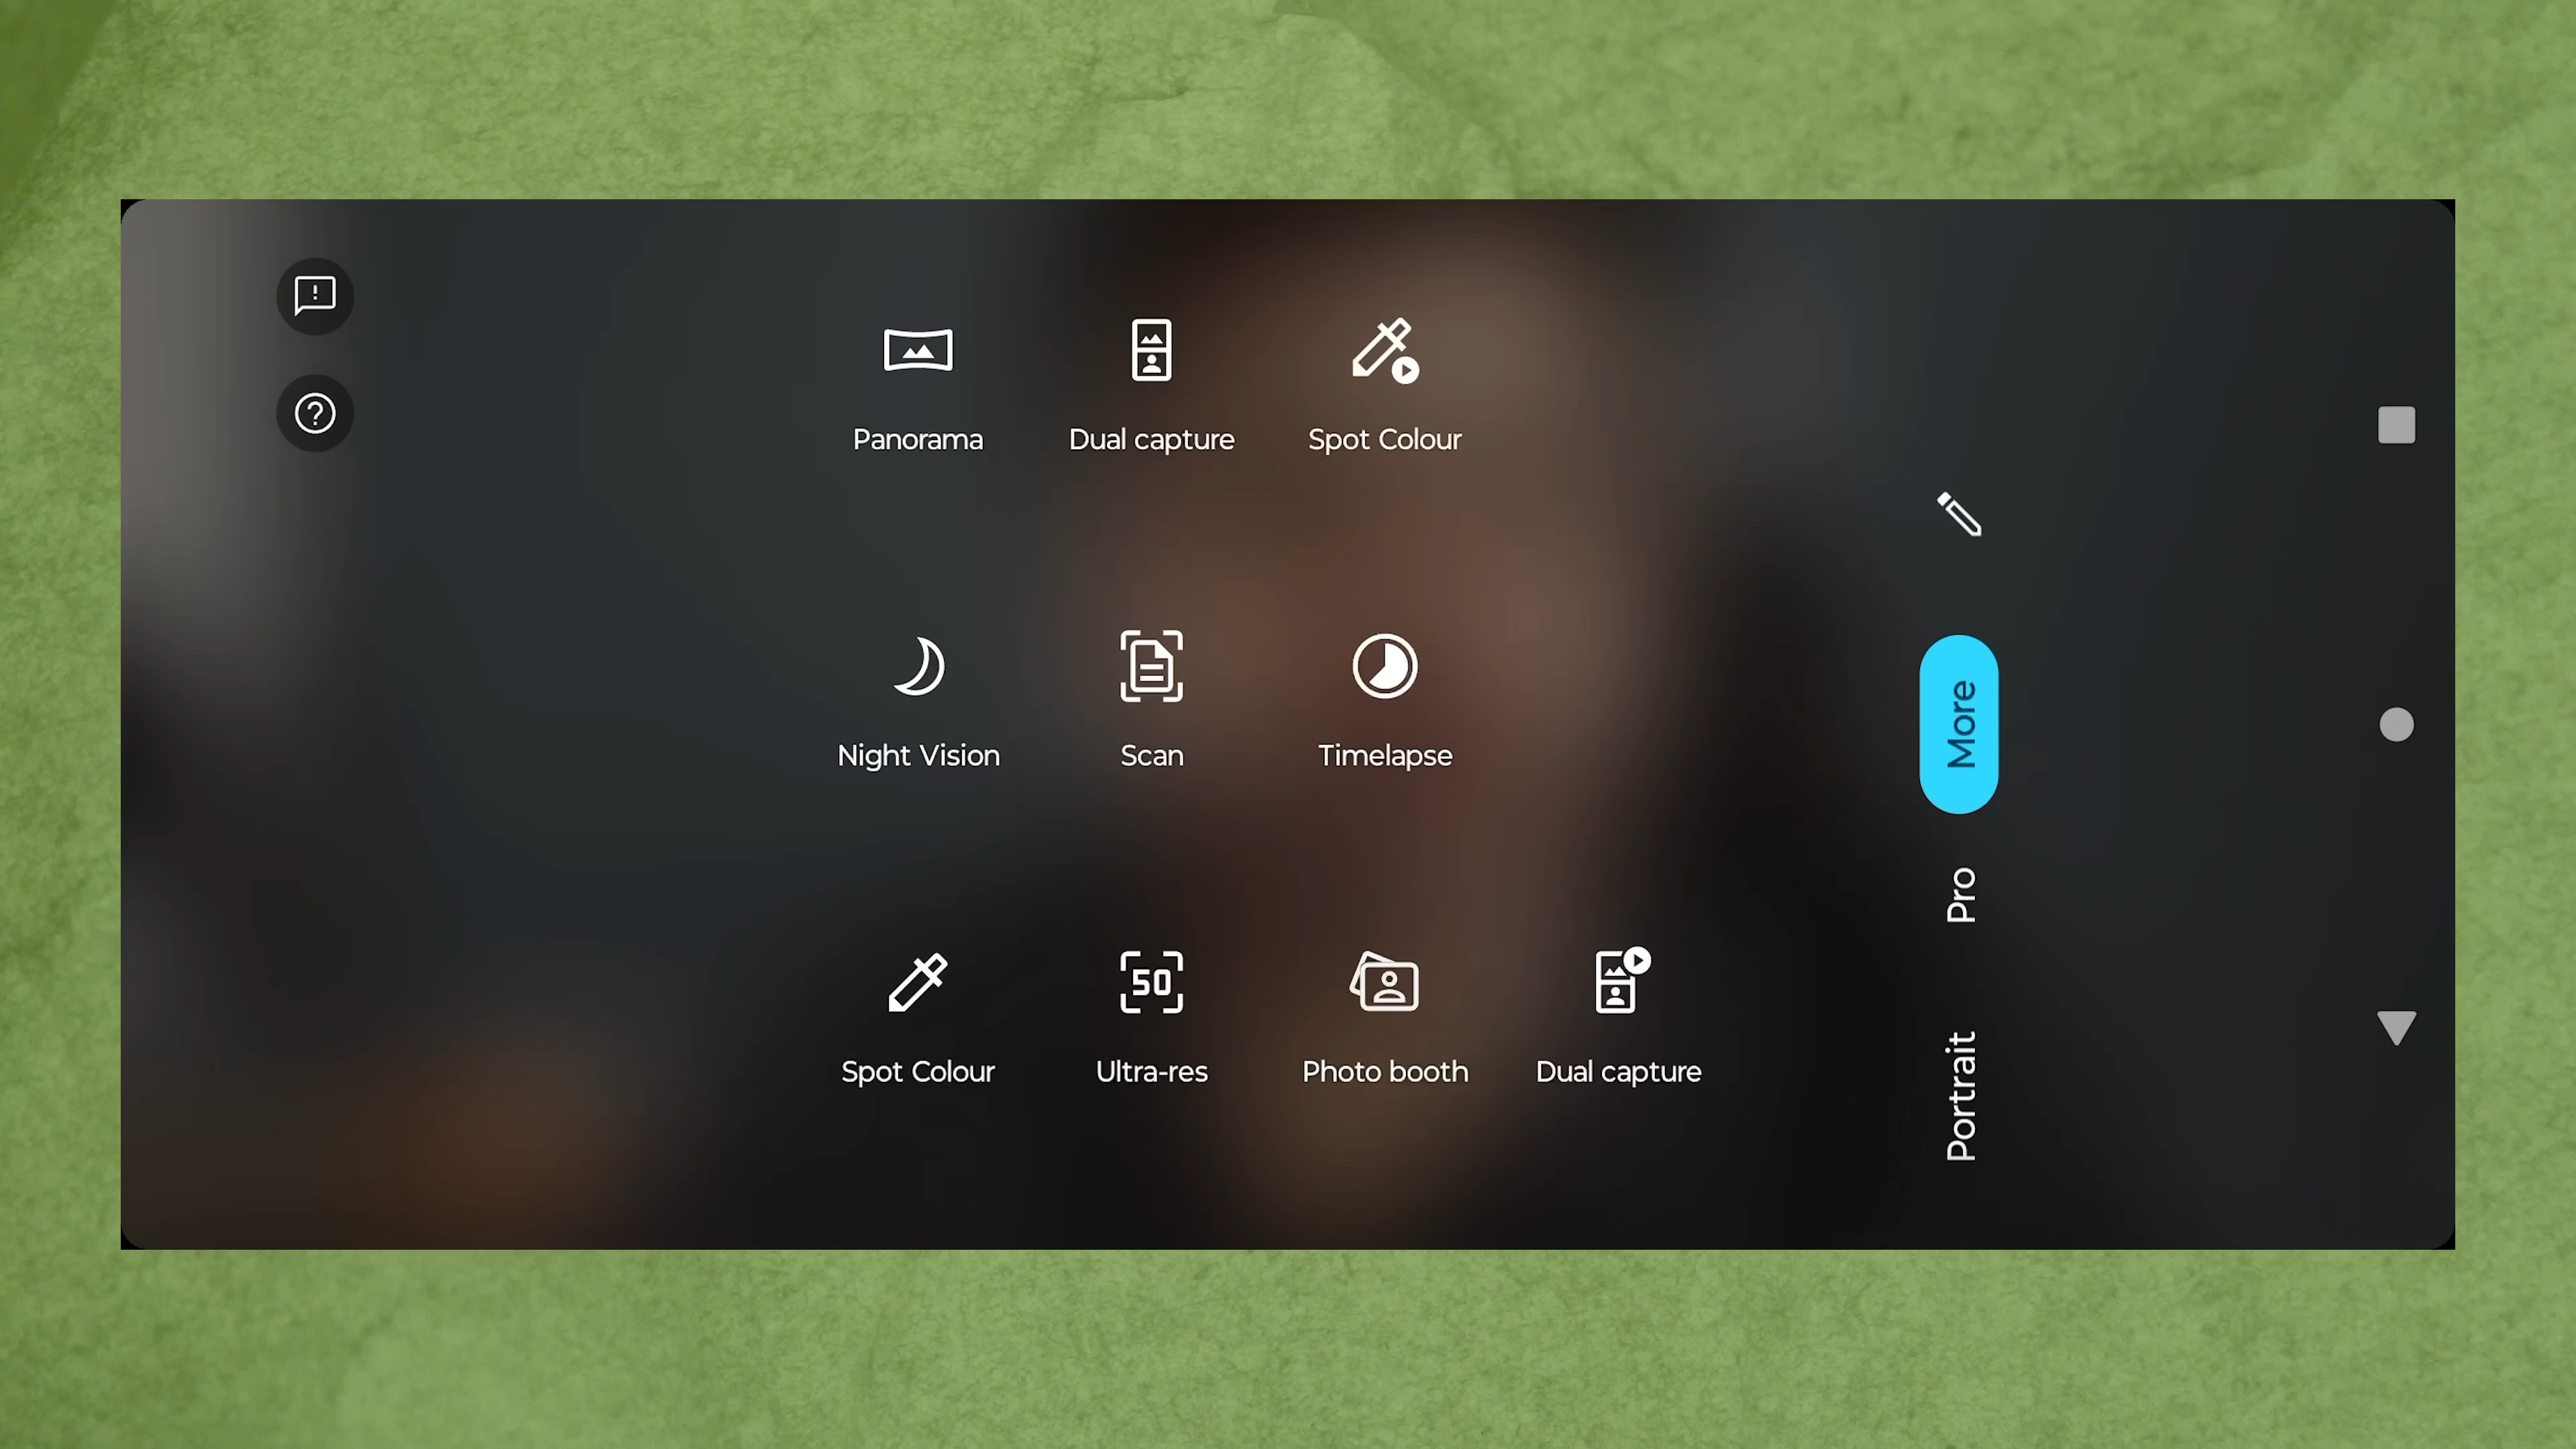 Panorama
Dual capture
Spot Colour
Night Vision
Scan
Timelapse
Spot Colour
50
Ultra-res
Photo booth
Dual capture
More
Pro
Portrait